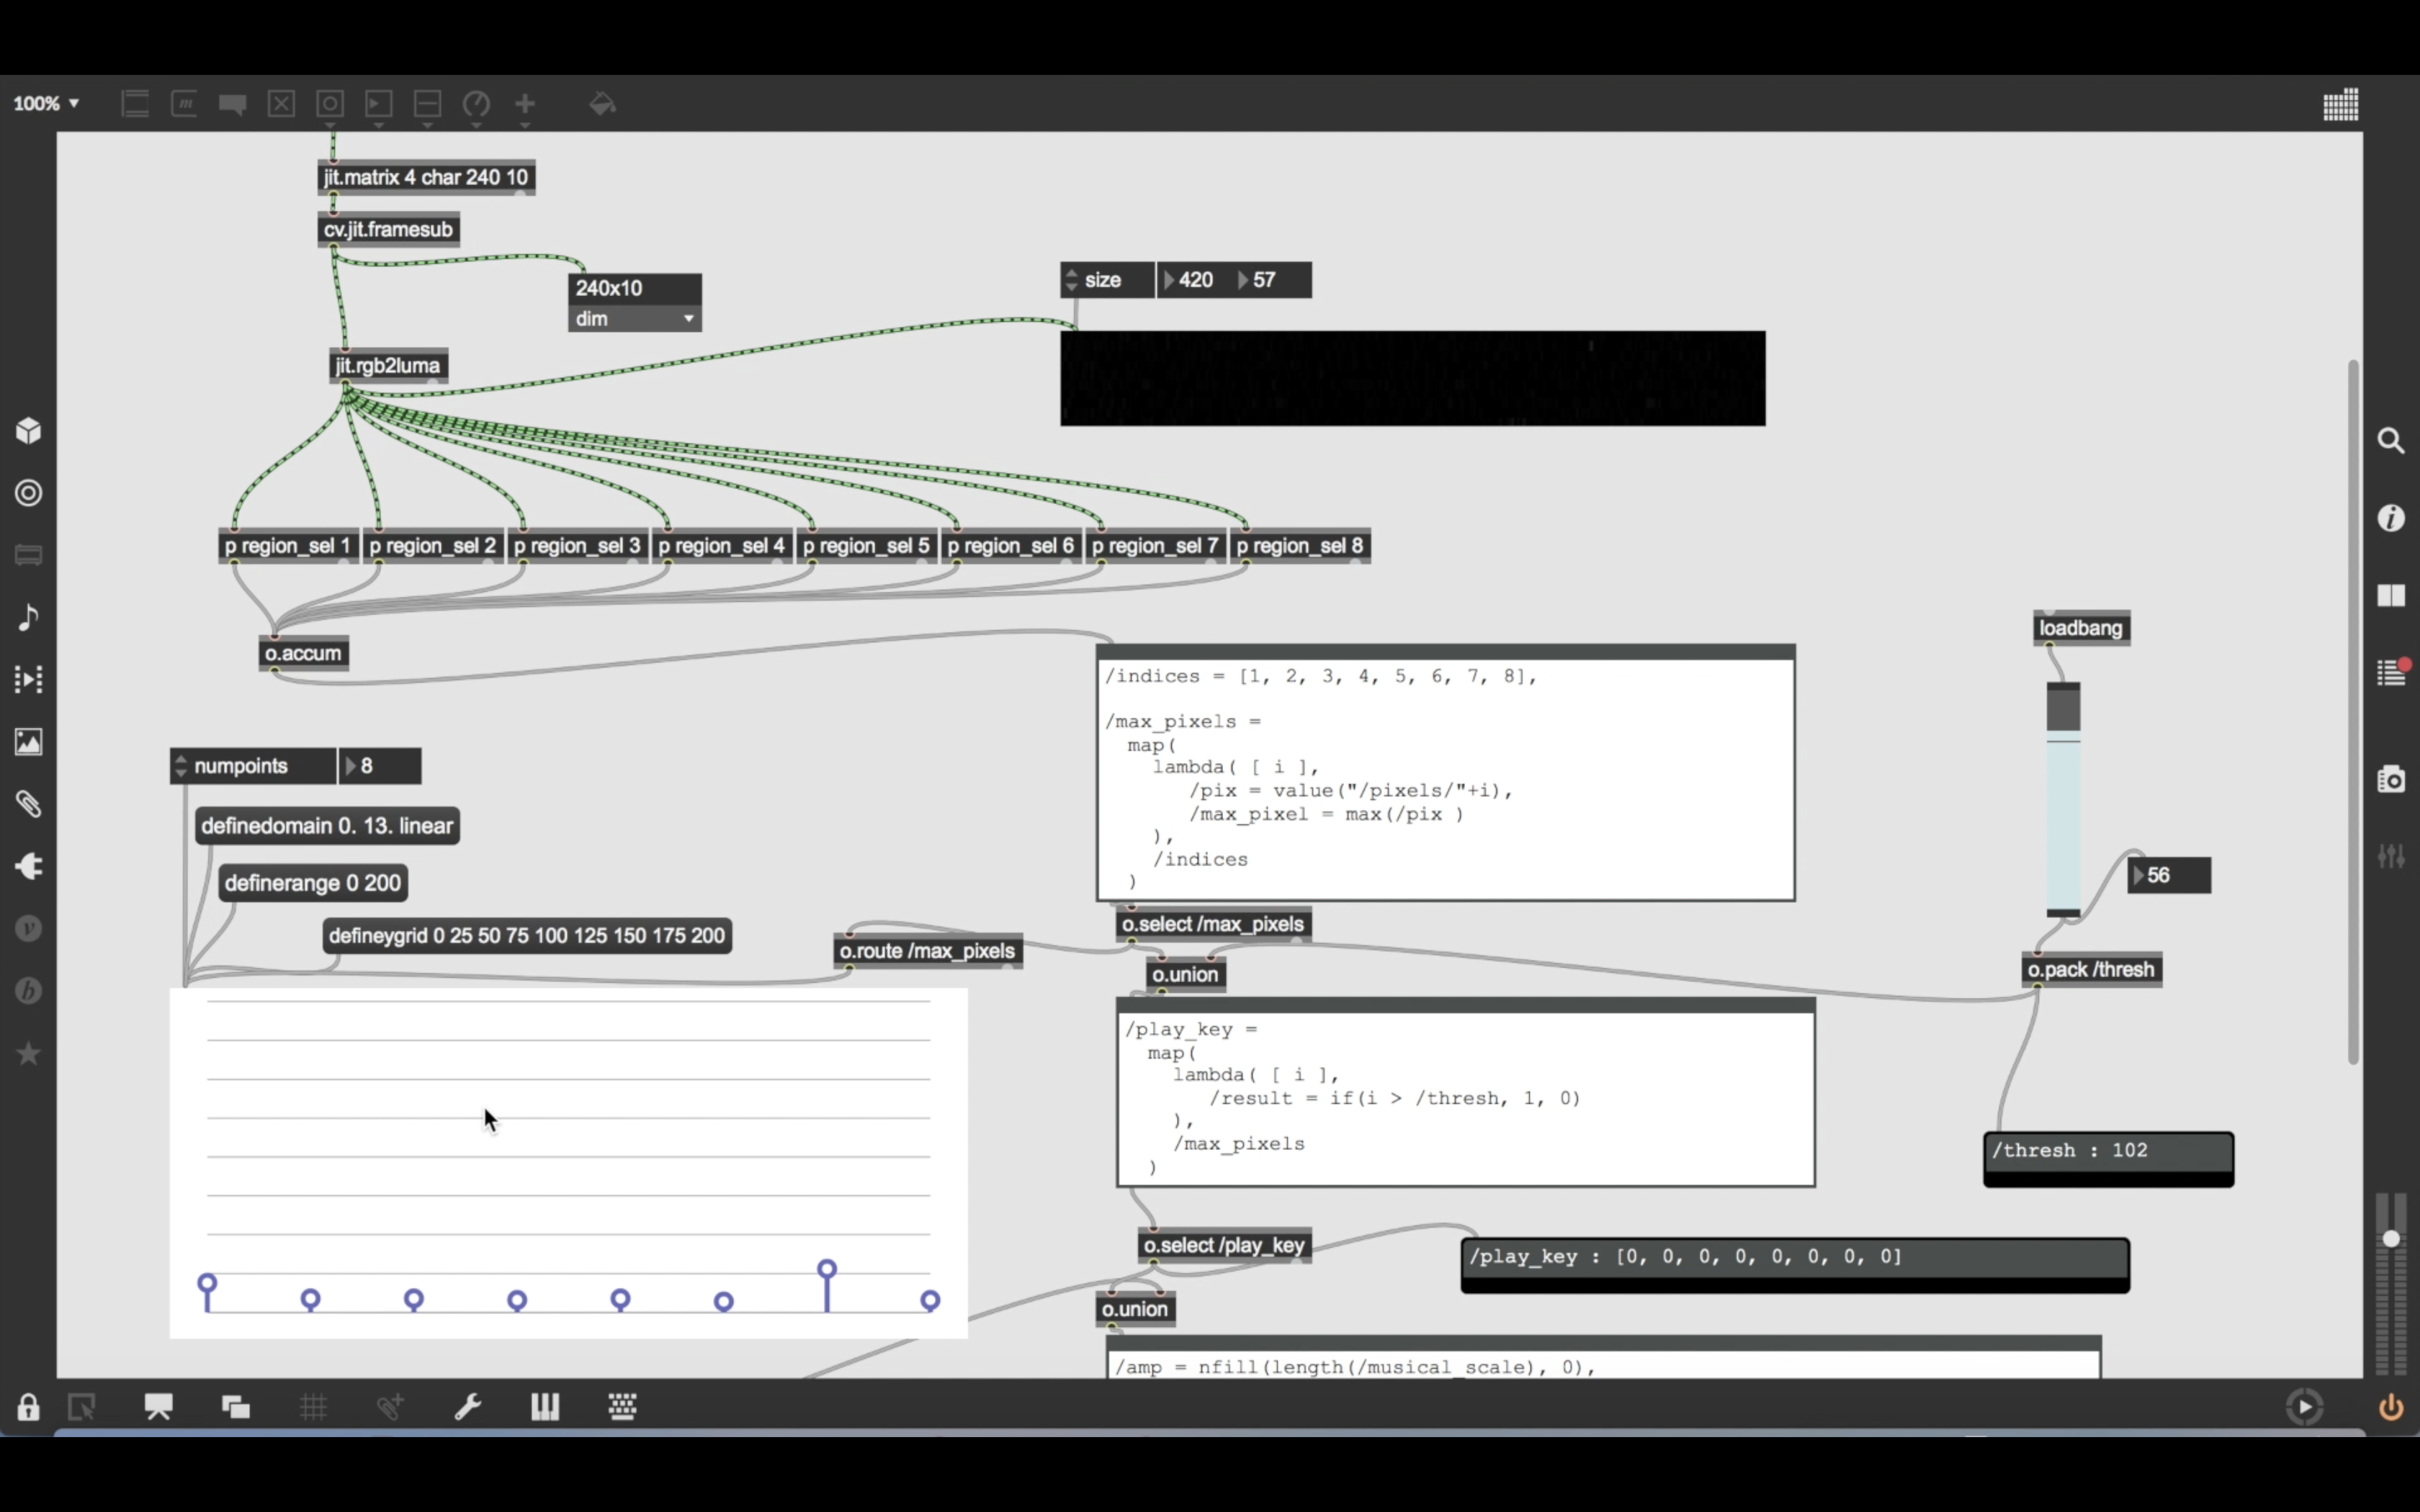 100%
jit.matrix 4 char 240 10
cv.jit.framesub
240x10
dim
size 420 57
jit.rgb2luma
p region_sel 1 p region_sel 2 p region_sel 3 p region_sel 4 p region_sel 5 p region_sel 6 p region_sel 7 p region_sel 8
o.accum
loadbang
/indices = [1, 2, 3, 4, 5, 6, 7, 8],
/max_pixels =
map(
lambda( [ i ],
/pix = value("/pixels/"+i),
/max_pixel = max(/pix )
),
/indices
)
numpoints 8
definedomain 0. 13. linear
definerange 0 200
defineygrid 0 25 50 75 100 125 150 175 200
56
o.select /max_pixels
o.route /max_pixels
o.union
o.pack /thresh
/play_key =
map(
lambda( [ i ],
/result = if(i > /thresh, 1, 0)
),
/max_pixels
)
/thresh : 102
o.select /play_key
/play_key : [0, 0, 0, 0, 0, 0, 0, 0]
o.union
/amp = nfill(length(/musical_scale), 0),